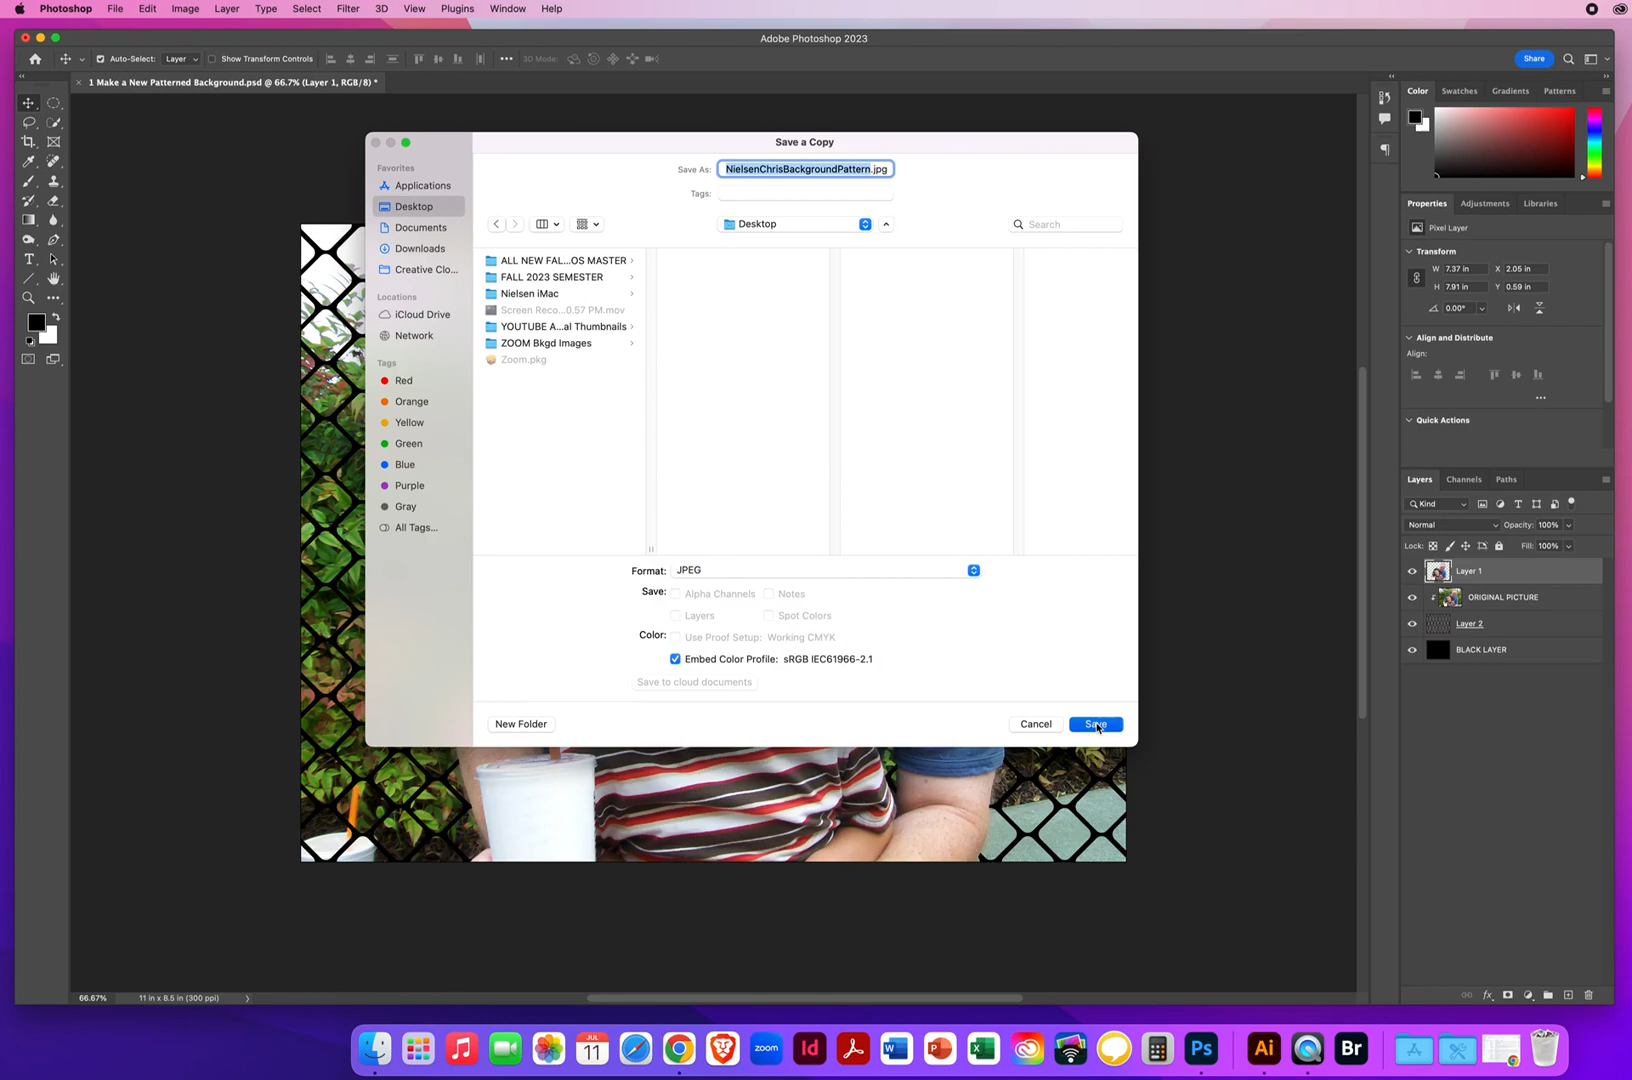 Photoshop File Edit Image Layer Type Select Filter 3D View Plugins Window Help
Adobe Photoshop 2023
Auto-Select: Layer Show Transform Controls ••• 3D Mode: Share
1 Make a New Patterned Background.psd @ 66.7% (Layer 1, RGB/8) *
Save a Copy
Save As: NielsenChrisBackgroundPattern.jpg
Tags:
Desktop
Search
Favorites
Applications
Desktop
Documents
Downloads
Creative Clo...
Locations
iCloud Drive
Network
Tags
Red
Orange
Yellow
Green
Blue
Purple
Gray
All Tags...
ALL NEW FAL...OS MASTER
FALL 2023 SEMESTER
Nielsen iMac
Screen Reco...0.57 PM.mov
YOUTUBE A...al Thumbnails
ZOOM Bkgd Images
Zoom.pkg
Format: JPEG
Save: Alpha Channels Notes
Layers Spot Colors
Color: Use Proof Setup: Working CMYK
Embed Color Profile: sRGB IEC61966-2.1
Save to cloud documents
New Folder Cancel Save
Color Swatches Gradients Patterns
Properties Adjustments Libraries
Pixel Layer
Transform
W 7.37 in X 2.05 in
H 7.91 in Y 0.59 in
0.00°
Align and Distribute
Align:
•••
Quick Actions
Layers Channels Paths
Kind
Normal Opacity: 100%
Lock: Fill: 100%
Layer 1
ORIGINAL PICTURE
Layer 2
BLACK LAYER
fx
66.67% 11 in x 8.5 in (300 ppi)
JUL
11
zoom
Id
W
P
X
Ps
Ai
Br